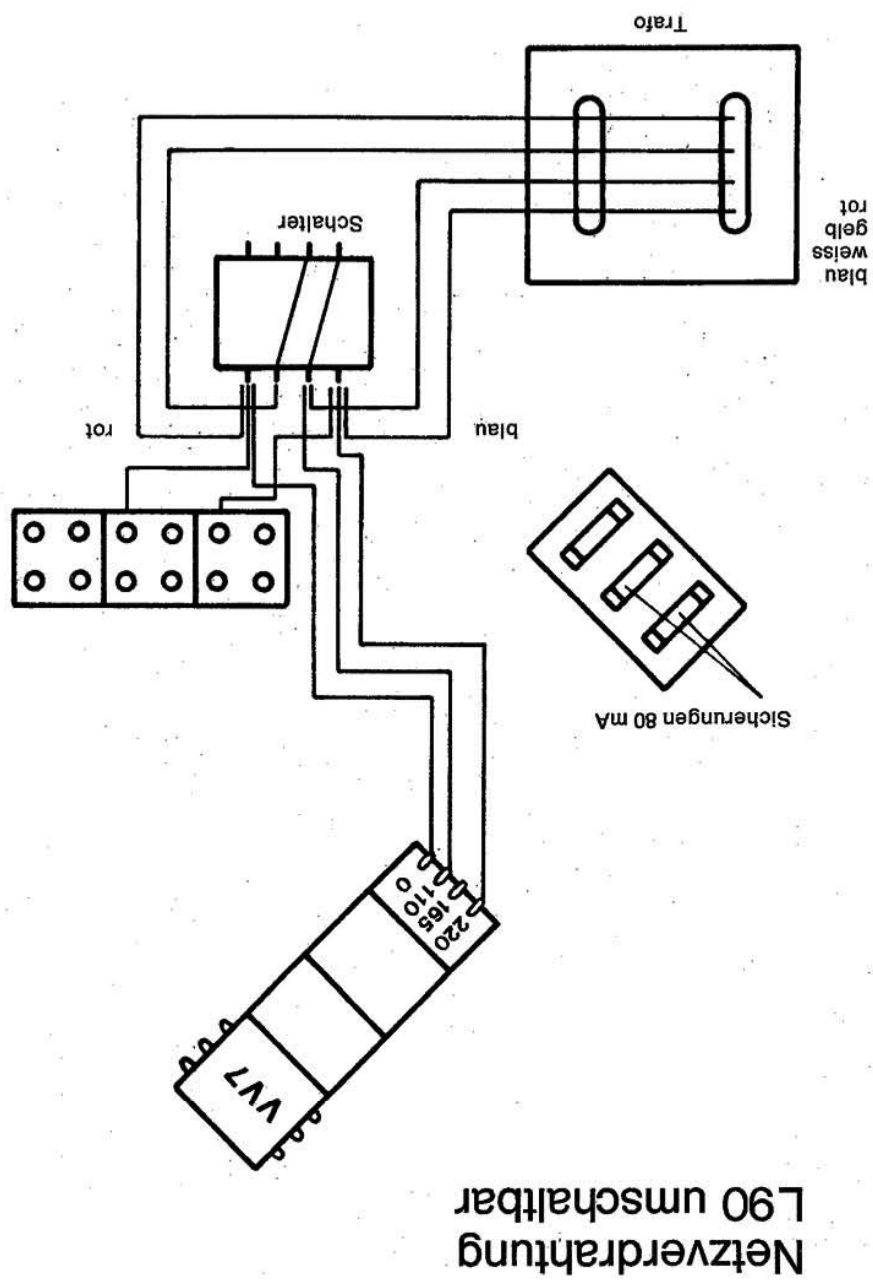 Netzverdrahtung
L90 umschaltbar
VV7
220
165
110
0
Sicherungen 80 mA
blau
rot
Schalter
blau
weiss
gelb
rot
Trafo